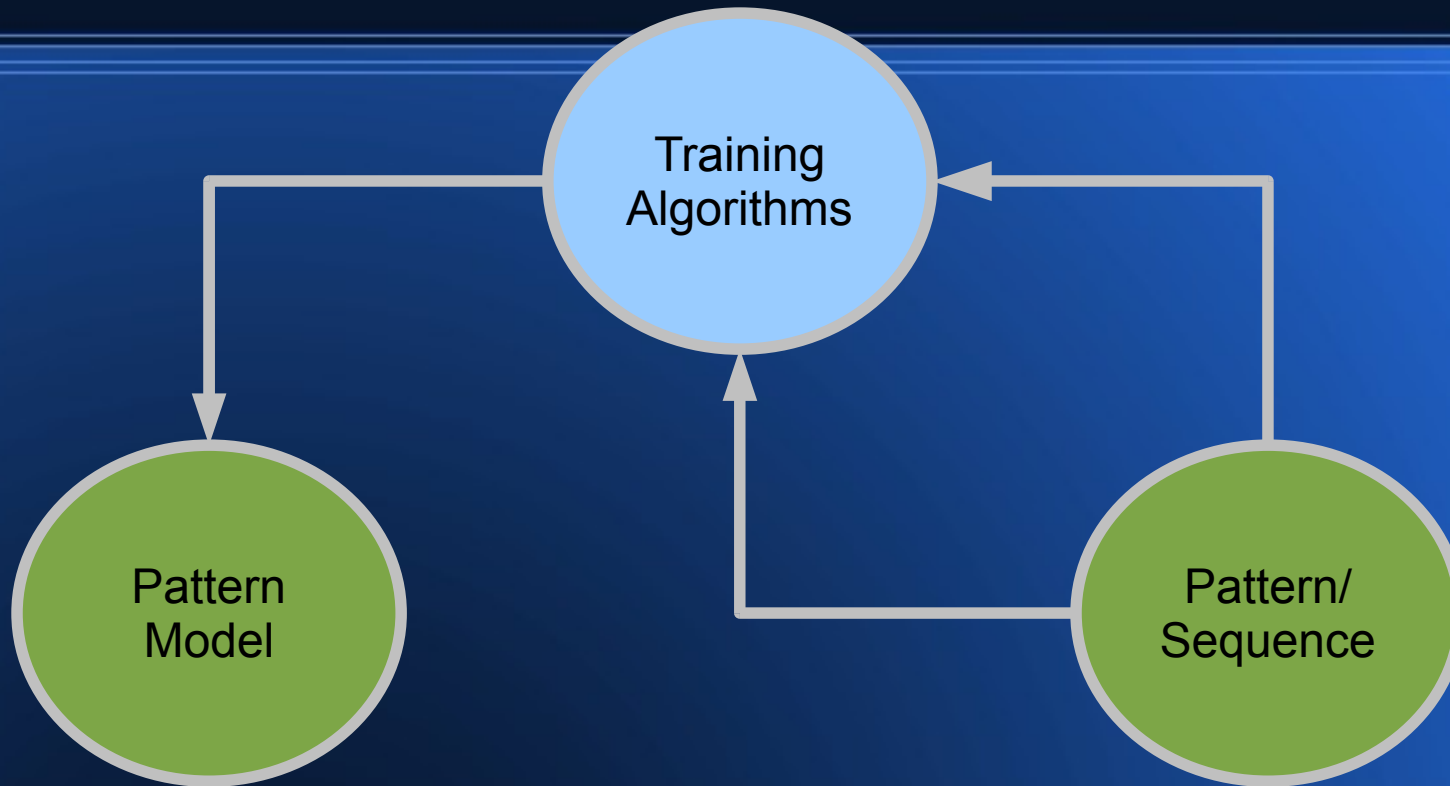 Training
Algorithms
Pattern
Model
Pattern/
Sequence